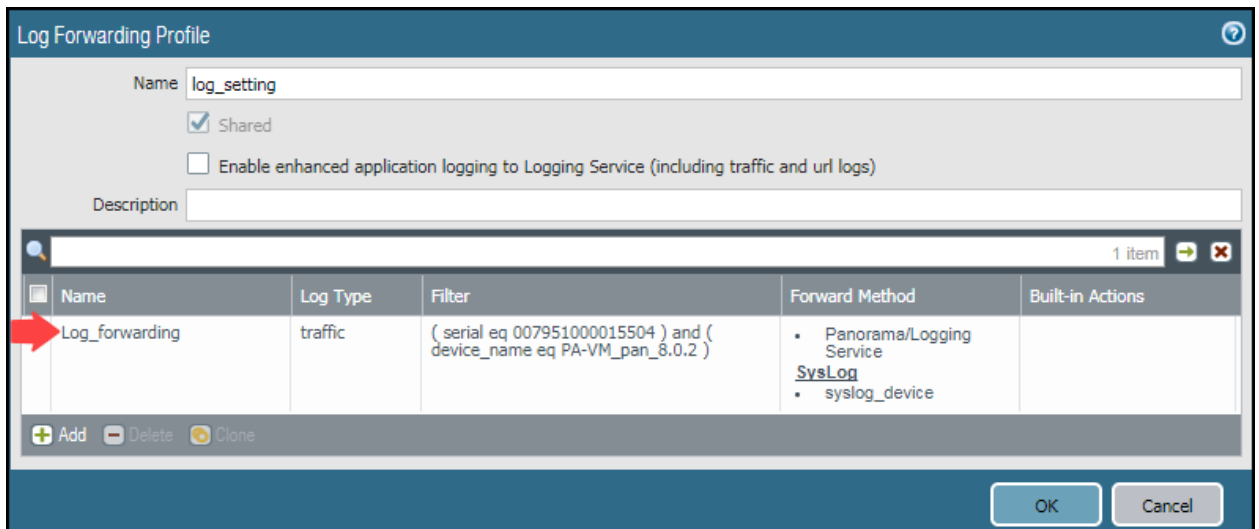 Log Forwarding Profile
Name log_setting
Shared
Enable enhanced application logging to Logging Service (including traffic and url logs)
Description
1 item
Name Log Type Filter Forward Method Built-in Actions
Log_forwarding traffic ( serial eq 007951000015504 ) and (
device_name eq PA-VM_pan_8.0.2 )
• Panorama/Logging
Service
SysLog
• syslog_device
Add Delete Clone
OK Cancel